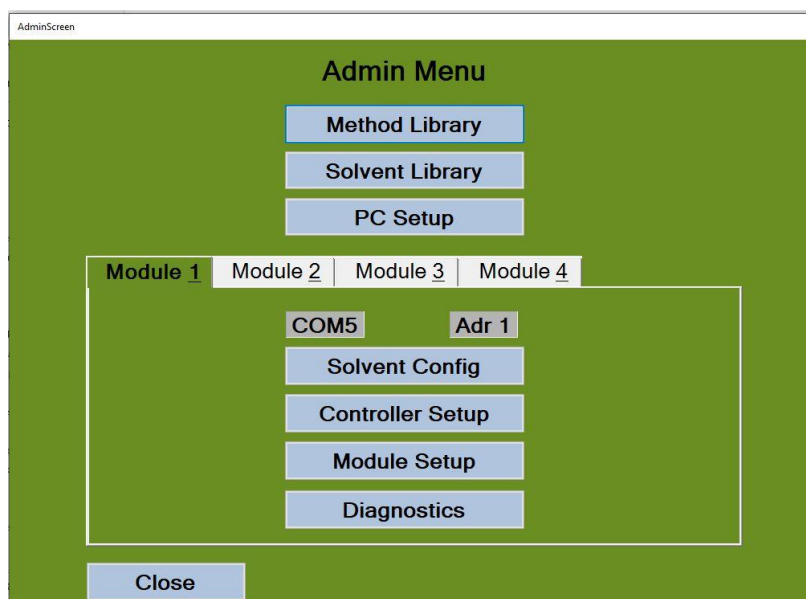 AdminScreen
Admin Menu
Method Library
Solvent Library
PC Setup
Module 1 Module 2 Module 3 Module 4
COM5 Adr 1
Solvent Config
Controller Setup
Module Setup
Diagnostics
Close